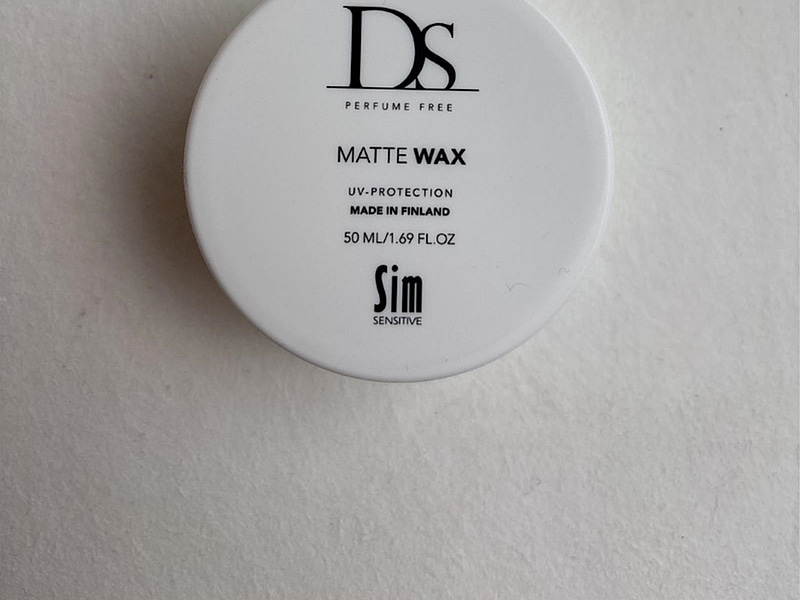 DS
PERFUME FREE
MATTE WAX
UV-PROTECTION
MADE IN FINLAND
50 ML/1.69 FL.OZ
Sim
SENSITIVE